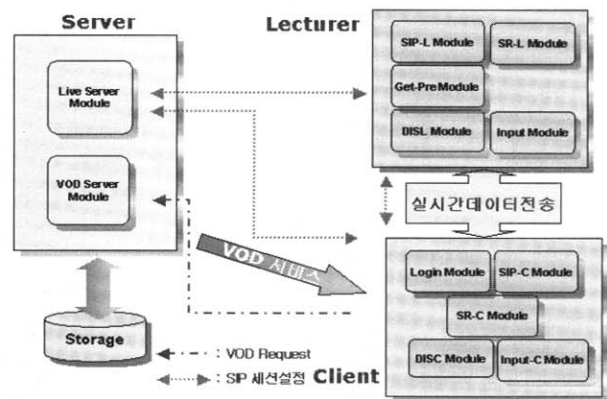 Server
Live Server
Module
VOD Server
Module
Storage
Lecturer
SIP-L Module
SR-L Module
Get-Pre Module
DISL Module
Input Module
실시간데이터전송
VOD 서비스
Login Module
SIP-C Module
SR-C Module
DISC Module
Input-C Module
Client
: VOD Request
: SIP 세션설정